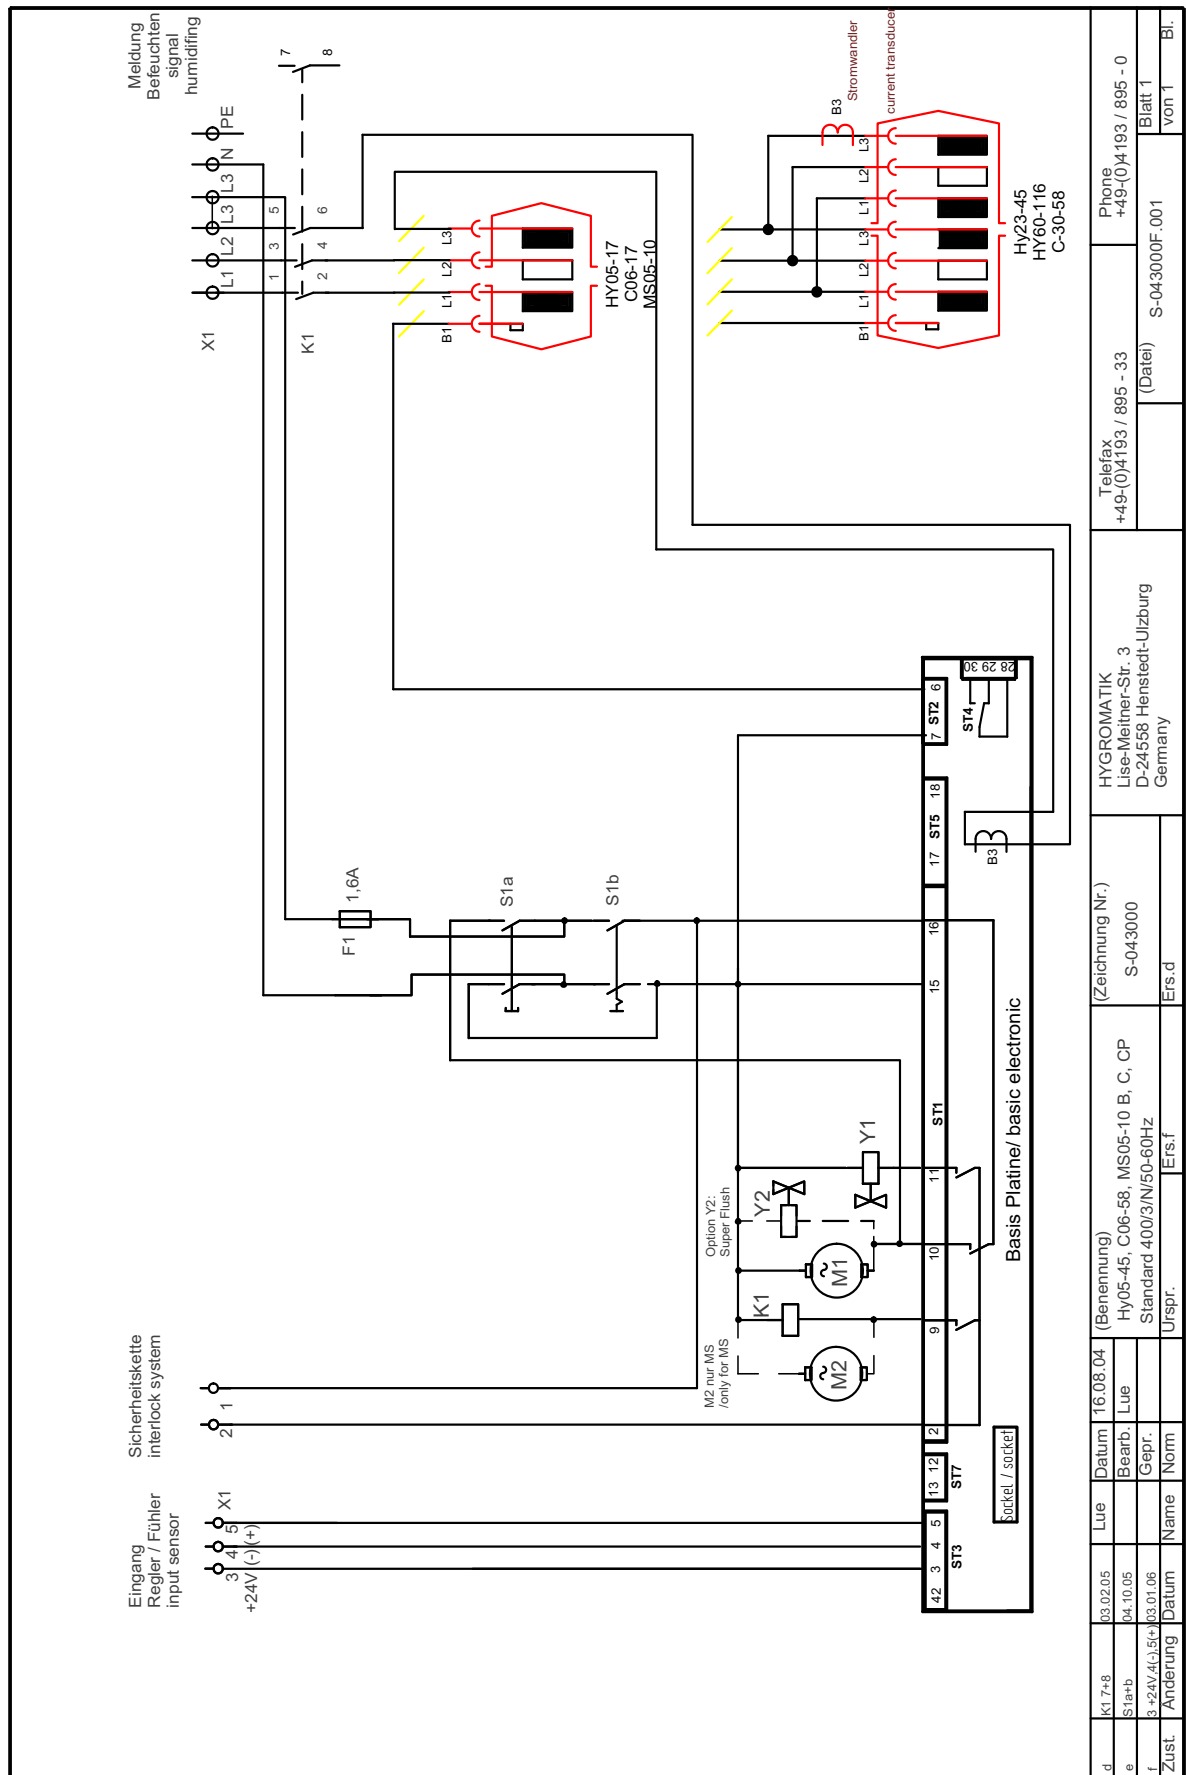 Eingang
Regler / Fühler
input sensor
3 4 5 X1
+24V (-) (+)
Sicherheitskette
interlock system
2 1
Meldung
Befeuchten
signal
humidifing
7
8
X1
L1 L2 L3 L3 N PE
K1
1 3 5
2 4 6
F1 1,6A
S1a
S1b
B1 L1 L2 L3
HY05-17
C06-17
MS05-10
B1 L1 L2 L3 L1 L2 L3
B3
Stromwandler
current transducer
Hy23-45
HY60-116
C-30-58
M2 nur MS
/only for MS
M2
K1
M1
Option Y2:
Super Flush
Y2
Y1
42 3 4 5
ST3
13 12
ST7
2 9 10 11 15 16
ST1
17 18
ST5
7 6
ST2
ST4
28 29 30
B3
Sockel / socket
Basis Platine/ basic electronic
d K1 7+8 03.02.05 Lue
e S1a+b 04.10.05
f 3 +24V,4(-),5(+) 03.01.06
Zust. Anderung Datum Name
Datum 16.08.04
Bearb. Lue
Gepr.
Norm
(Benennung)
Hy05-45, C06-58, MS05-10 B, C, CP
Standard 400/3/N/50-60Hz
Urspr. Ers.f Ers.d
(Zeichnung Nr.)
S-043000
HYGROMATIK
Lise-Meitner-Str. 3
D-24558 Henstedt-Ulzburg
Germany
Telefax
+49-(0)4193 / 895 - 33
Phone
+49-(0)4193 / 895 - 0
(Datei) S-043000F.001
Blatt 1
von 1 Bl.